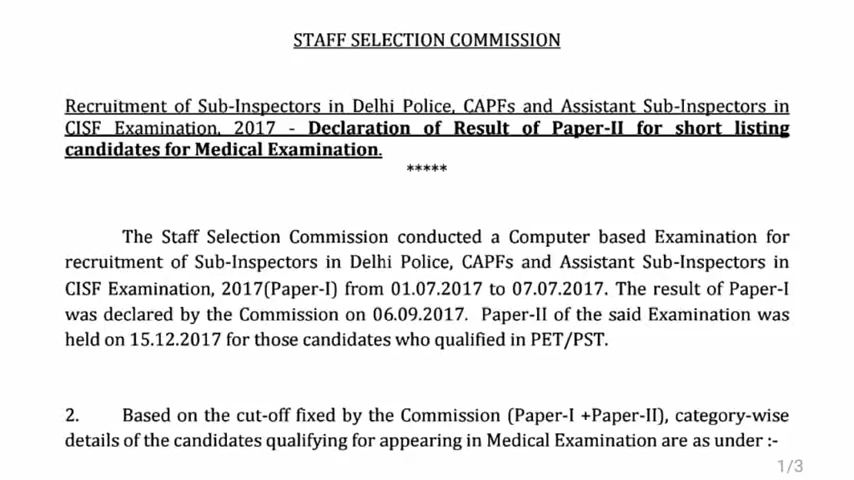 STAFF SELECTION COMMISSION
Recruitment of Sub-Inspectors in Delhi Police, CAPFs and Assistant Sub-Inspectors in
CISF Examination, 2017 - Declaration of Result of Paper-II for short listing
candidates for Medical Examination.
*****
The Staff Selection Commission conducted a Computer based Examination for
recruitment of Sub-Inspectors in Delhi Police, CAPFs and Assistant Sub-Inspectors in
CISF Examination, 2017(Paper-I) from 01.07.2017 to 07.07.2017. The result of Paper-I
was declared by the Commission on 06.09.2017. Paper-II of the said Examination was
held on 15.12.2017 for those candidates who qualified in PET/PST.
2. Based on the cut-off fixed by the Commission (Paper-I +Paper-II), category-wise
details of the candidates qualifying for appearing in Medical Examination are as under :-
1/3